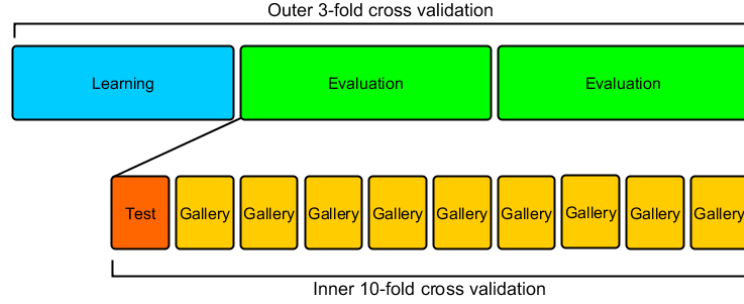 Outer 3-fold cross validation
Learning Evaluation Evaluation
Test Gallery Gallery Gallery Gallery Gallery Gallery Gallery Gallery Gallery
Inner 10-fold cross validation